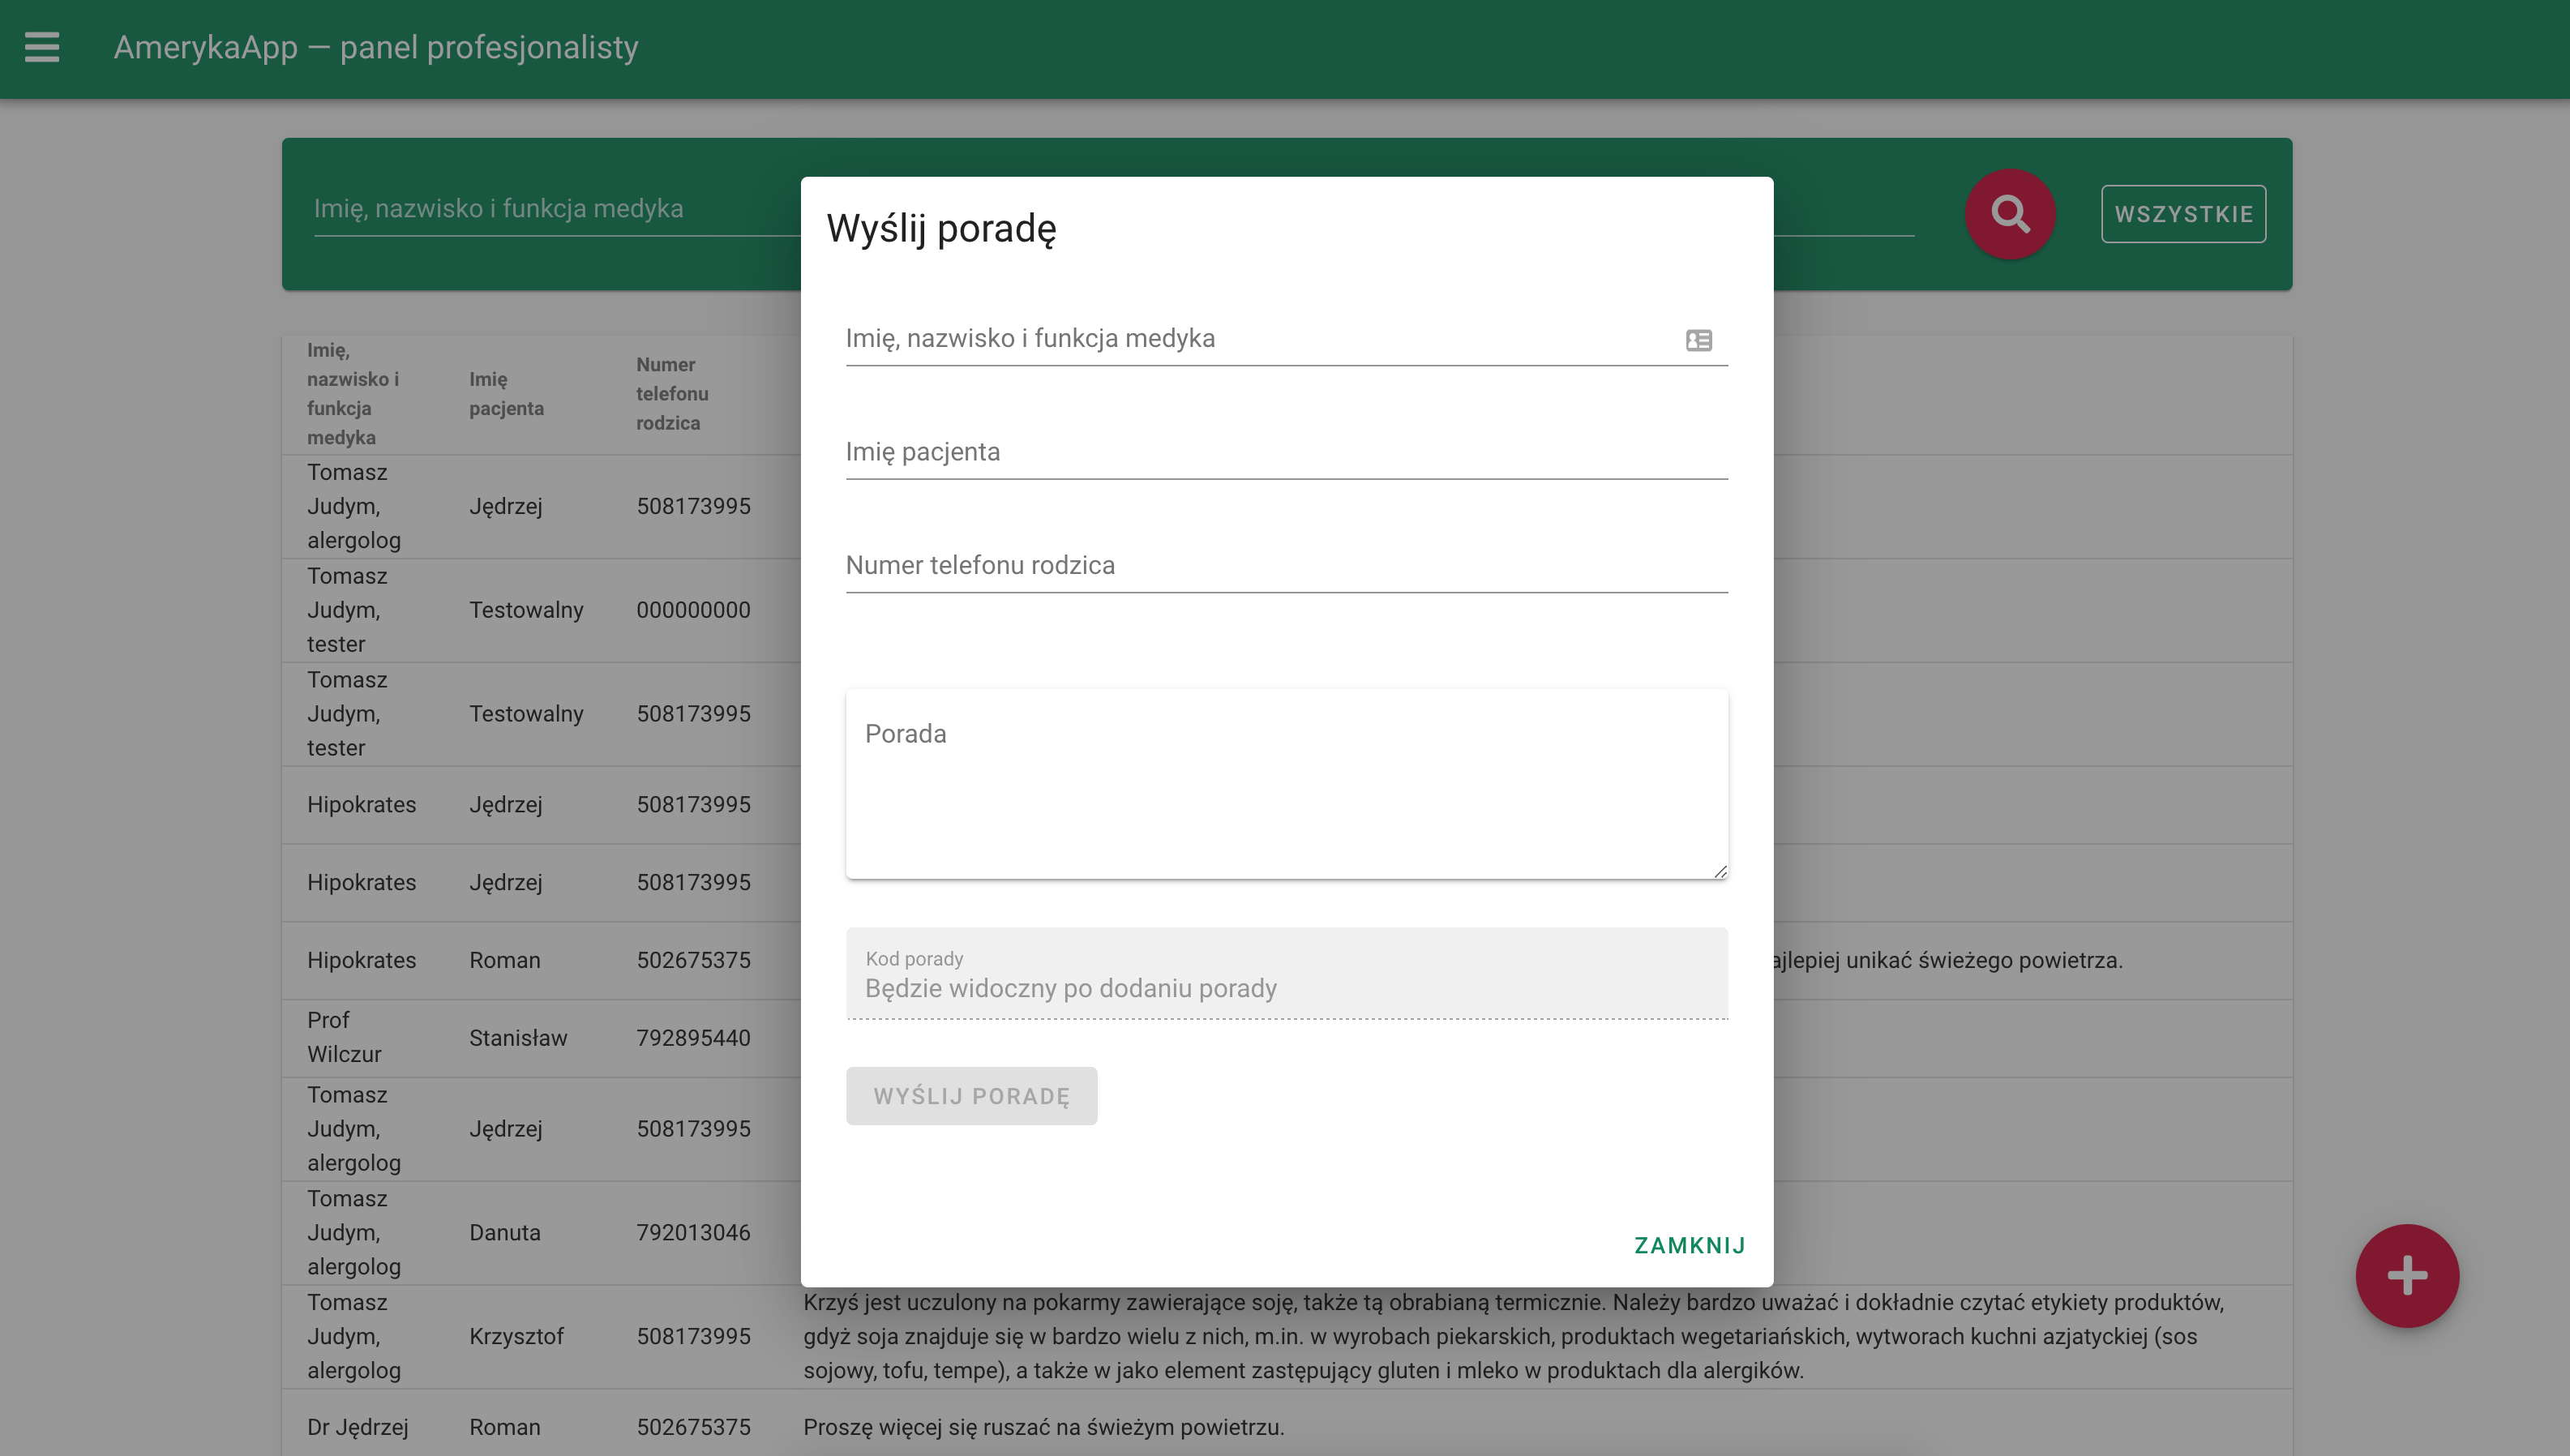 AmerykaApp — panel profesjonalisty
Imię, nazwisko i funkcja medyka
WSZYSTKIE
Wyślij poradę
Imię, nazwisko i funkcja medyka
Imię pacjenta
Numer telefonu rodzica
Porada
Kod porady
Będzie widoczny po dodaniu porady
WYŚLIJ PORADĘ
ZAMKNIJ
Imię,
nazwisko i
funkcja
medyka
Imię
pacjenta
Numer
telefonu
rodzica
Tomasz
Judym,
alergolog
Jędrzej
508173995
Tomasz
Judym,
tester
Testowalny
000000000
Tomasz
Judym,
tester
Testowalny
508173995
Hipokrates
Jędrzej
508173995
Hipokrates
Jędrzej
508173995
Hipokrates
Roman
502675375
ajlepiej unikać świeżego powietrza.
Prof
Wilczur
Stanisław
792895440
Tomasz
Judym,
alergolog
Jędrzej
508173995
Tomasz
Judym,
alergolog
Danuta
792013046
Tomasz
Judym,
alergolog
Krzysztof
508173995
Krzyś jest uczulony na pokarmy zawierające soję, także tą obrabianą termicznie. Należy bardzo uważać i dokładnie czytać etykiety produktów,
gdyż soja znajduje się w bardzo wielu z nich, m.in. w wyrobach piekarskich, produktach wegetariańskich, wytworach kuchni azjatyckiej (sos
sojowy, tofu, tempe), a także w jako element zastępujący gluten i mleko w produktach dla alergików.
Dr Jędrzej
Roman
502675375
Proszę więcej się ruszać na świeżym powietrzu.